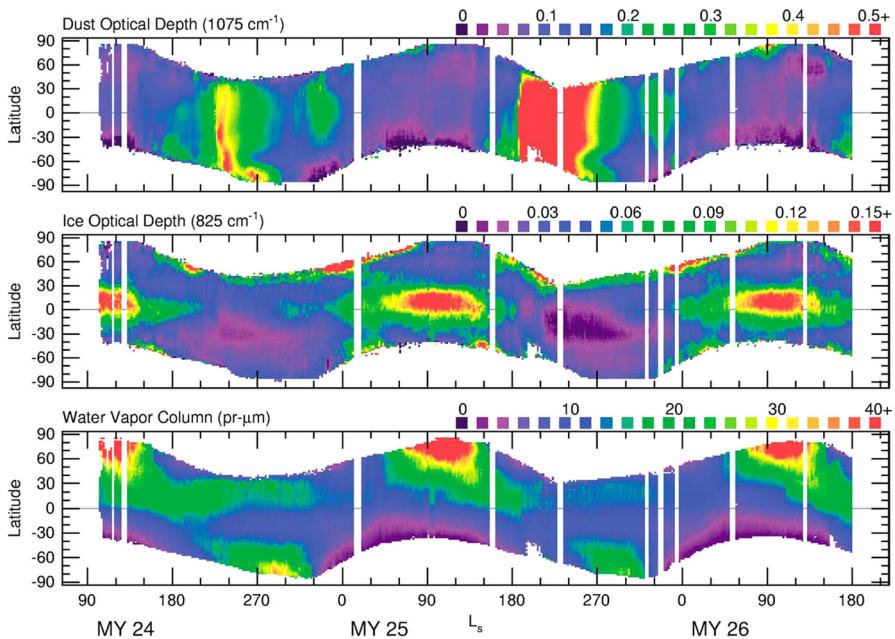 Dust Optical Depth (1075 cm⁻¹)
0 0.1 0.2 0.3 0.4 0.5+
90
60
30
0
-30
-60
-90
Latitude
Ice Optical Depth (825 cm⁻¹)
0 0.03 0.06 0.09 0.12 0.15+
90
60
30
0
-30
-60
-90
Latitude
Water Vapor Column (pr-μm)
0 10 20 30 40+
90
60
30
0
-30
-60
-90
Latitude
90 180 270 0 90 180 270 0 90 180
MY 24 MY 25 Lₛ MY 26